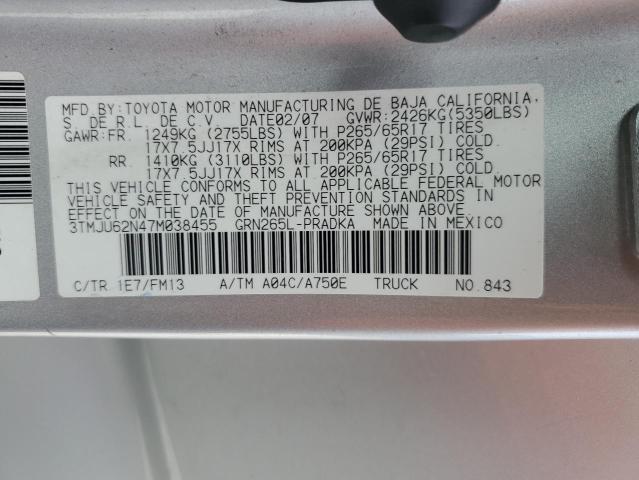 MFD.BY:TOYOTA MOTOR MANUFACTURING DE BAJA CALIFORNIA,
S. DE R.L. DE C.V. DATE02/07 GVWR:2426KG(5350LBS)
GAWR:FR. 1249KG (2755LBS) WITH P265/65R17 TIRES
17X7.5JJ17X RIMS AT 200KPA (29PSI) COLD.
RR. 1410KG (3110LBS) WITH P265/65R17 TIRES
17X7.5JJ17X RIMS AT 200KPA (29PSI) COLD.
THIS VEHICLE CONFORMS TO ALL APPLICABLE FEDERAL MOTOR
VEHICLE SAFETY AND THEFT PREVENTION STANDARDS IN
EFFECT ON THE DATE OF MANUFACTURE SHOWN ABOVE.
3TMJU62N47M038455 GRN265L-PRADKA MADE IN MEXICO
C/TR 1E7/FM13 A/TM A04C/A750E TRUCK NO.843